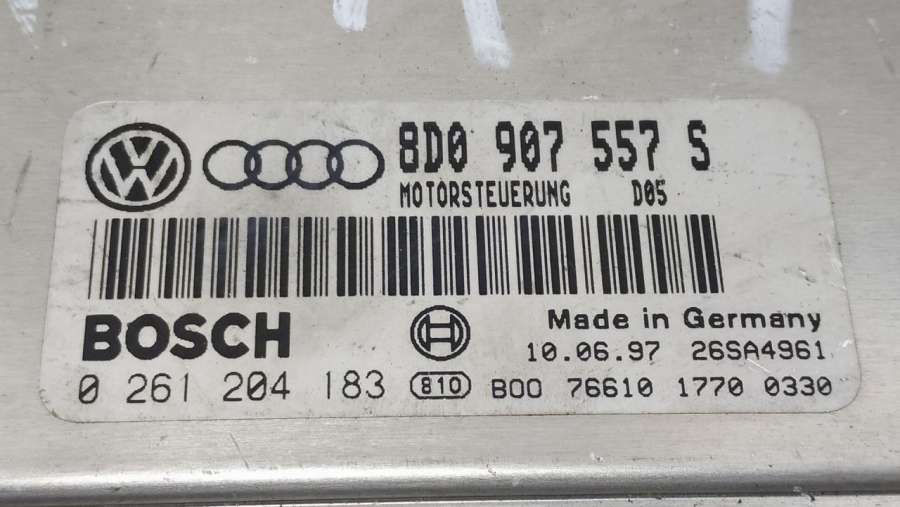 8D0 907 557 S
MOTORSTEUERUNG D05
BOSCH
Made in Germany
10.06.97 26SA4961
0 261 204 183 810 B00 76610 1770 0330